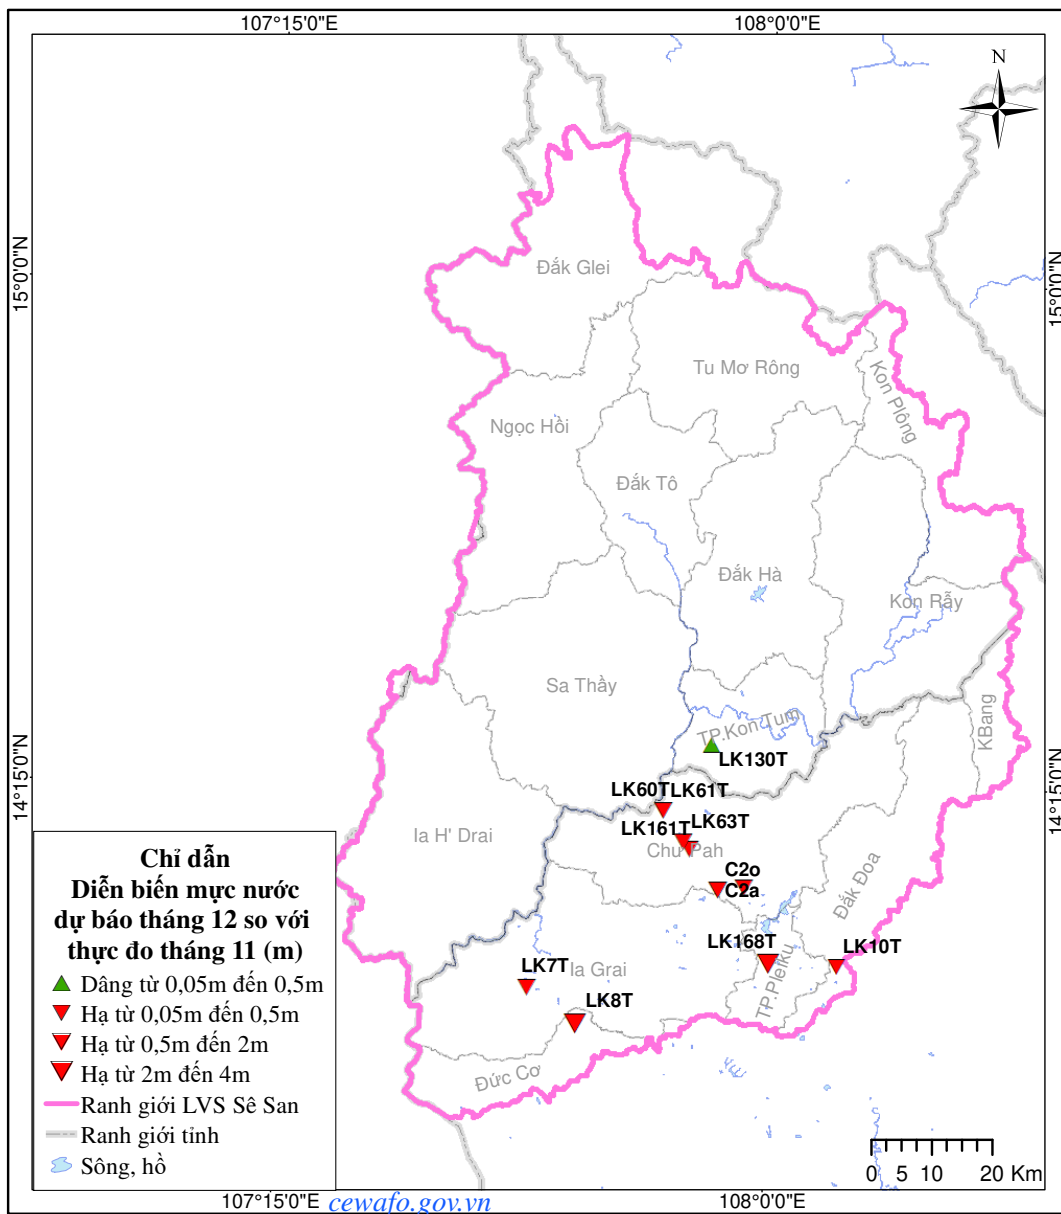 107°15'0"E
108°0'0"E
N
15°0'0"N
15°0'0"N
Đắk Glei
Tu Mơ Rông
Kon Plông
Ngọc Hồi
Đắk Tô
Đắk Hà
Kon Rẫy
Sa Thầy
TP.Kon Tum
KBang
LK130T
14°15'0"N
14°15'0"N
LK60T
LK61T
LK161T
LK63T
Ia H' Drai
Chư Pah
C2o
C2a
Đắk Đoa
LK168T
LK10T
LK7T
Ia Grai
TP.Pleiku
LK8T
Đức Cơ
Chỉ dẫn
Diễn biến mực nước
dự báo tháng 12 so với
thực đo tháng 11 (m)
Dâng từ 0,05m đến 0,5m
Hạ từ 0,05m đến 0,5m
Hạ từ 0,5m đến 2m
Hạ từ 2m đến 4m
Ranh giới LVS Sê San
Ranh giới tỉnh
Sông, hồ
0 5 10 20 Km
107°15'0"E
cewafo.gov.vn
108°0'0"E